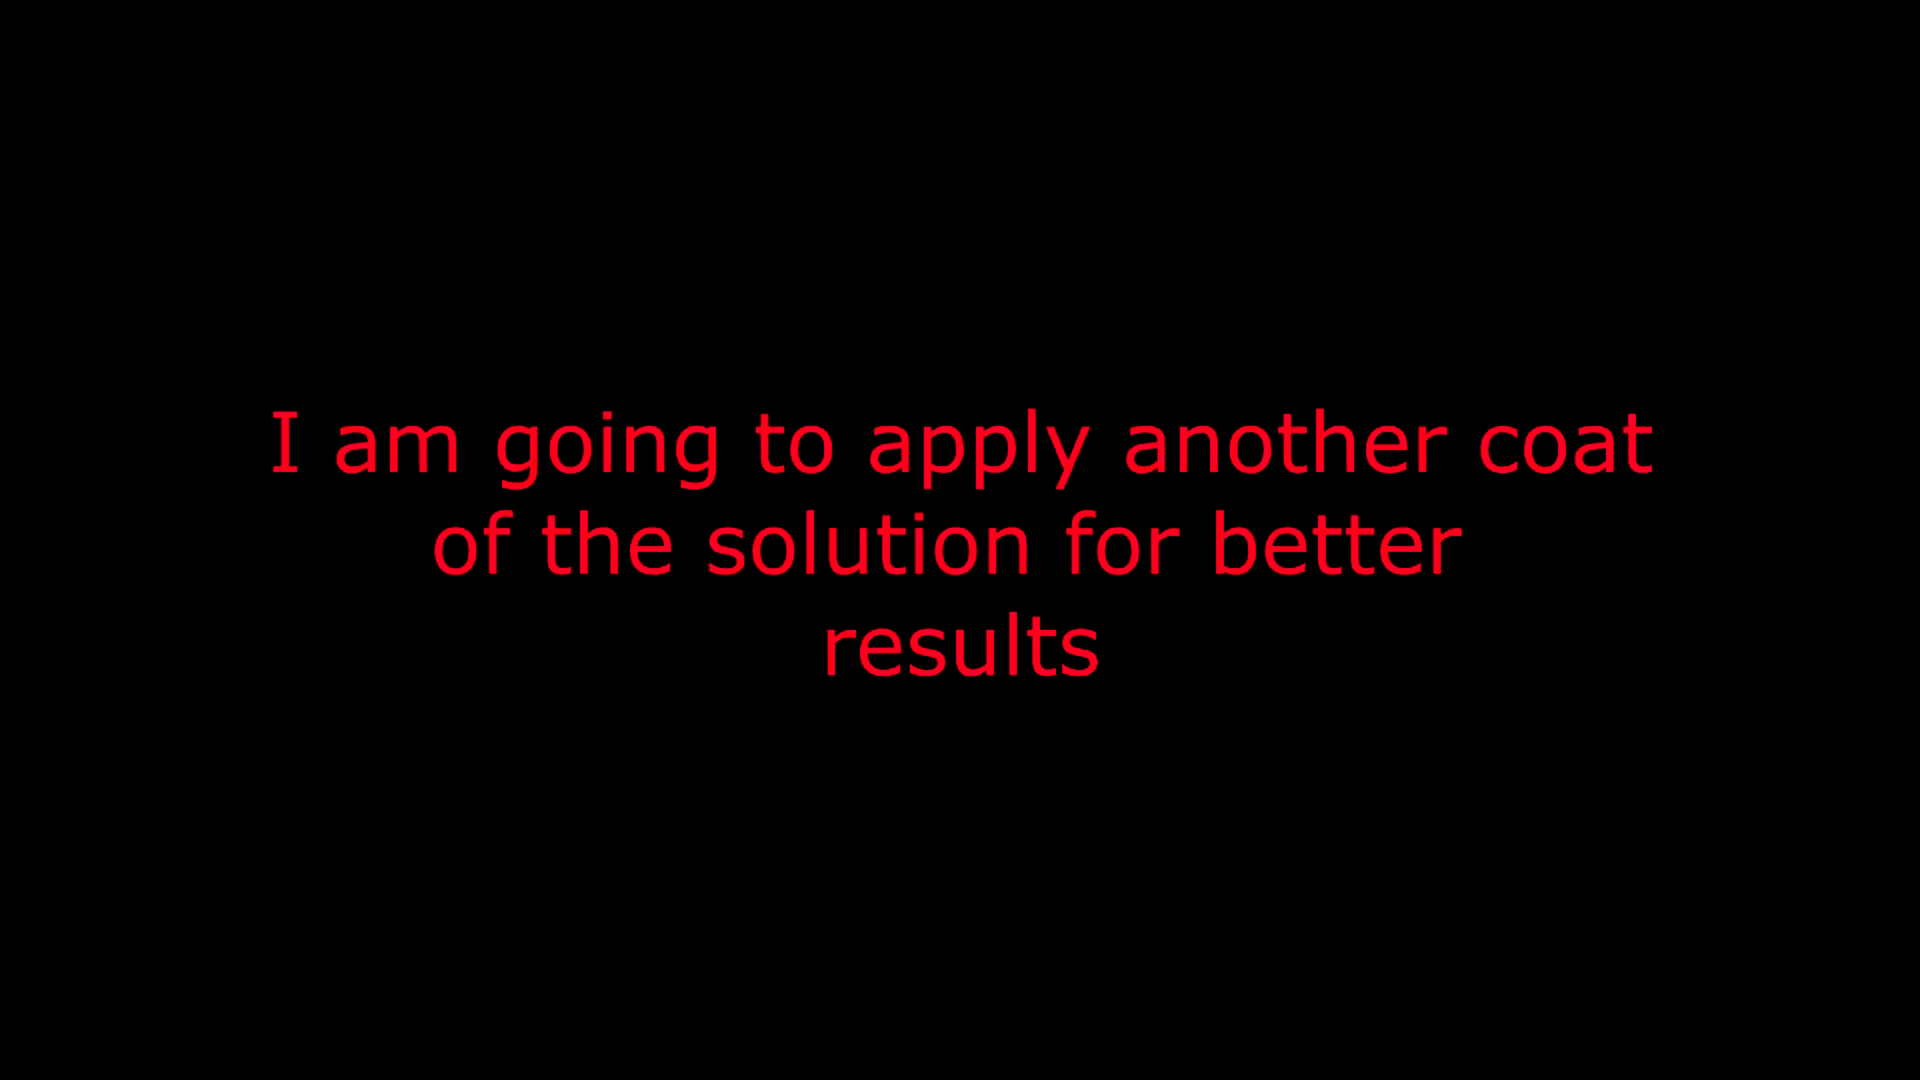 I am going to apply another coat
of the solution for better
results